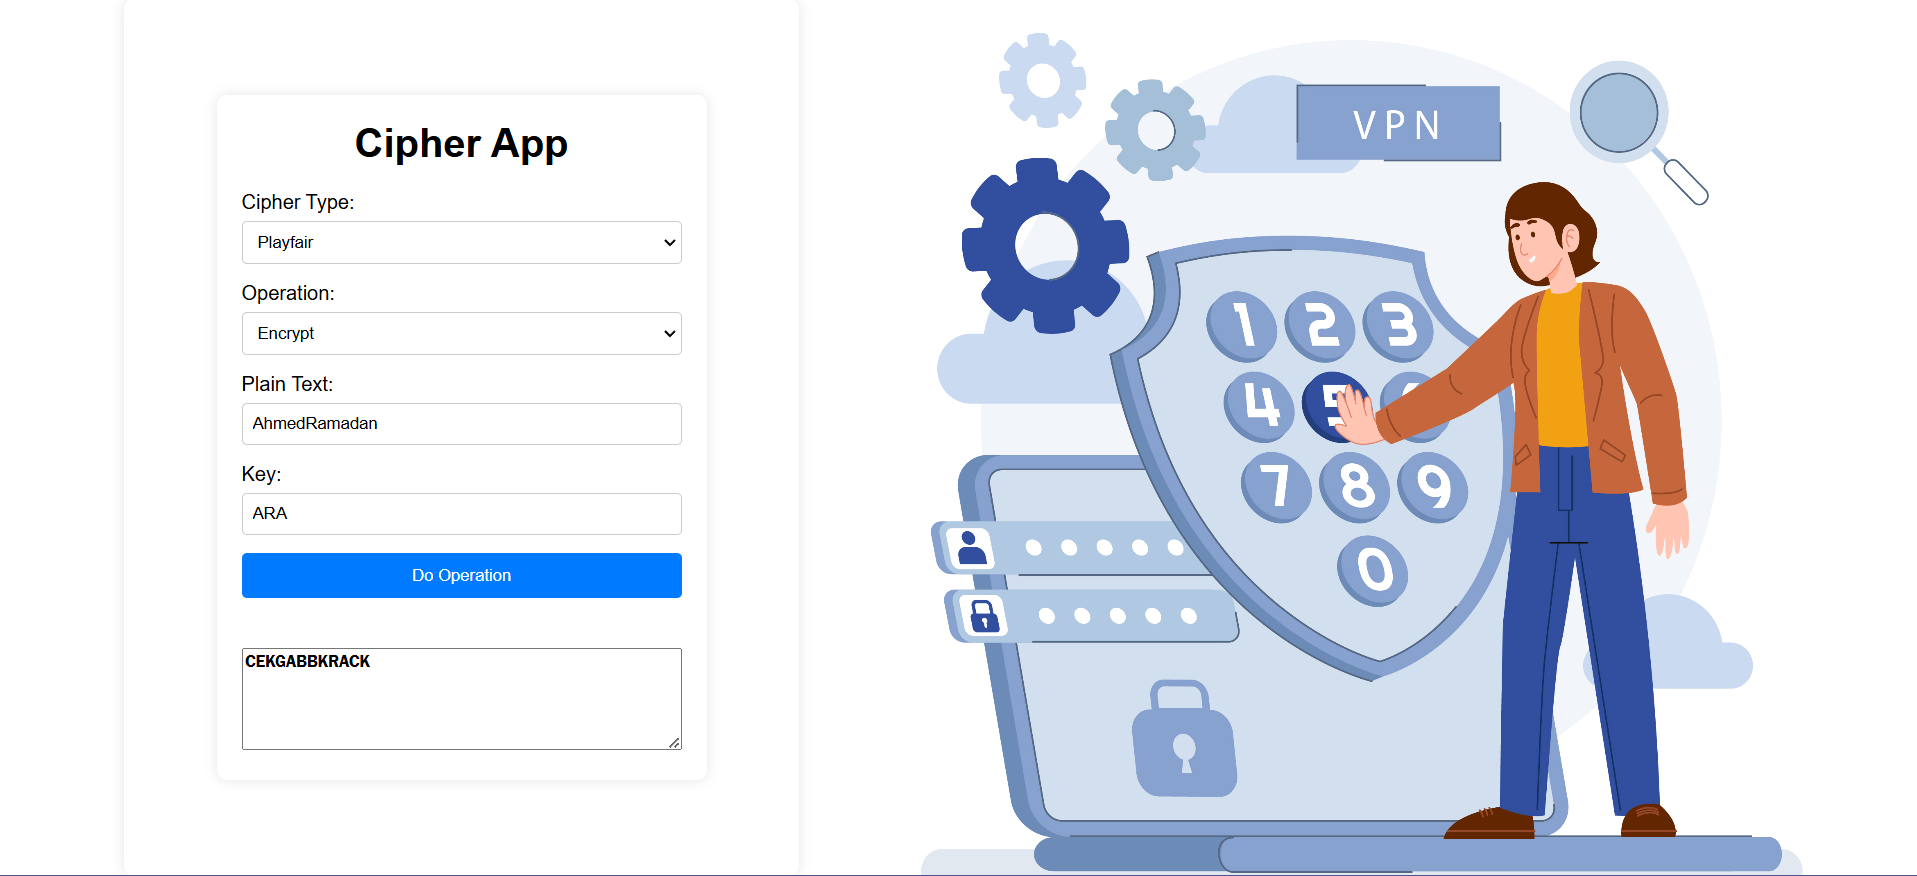 Cipher App
Cipher Type:
Playfair
Operation:
Encrypt
Plain Text:
AhmedRamadan
Key:
ARA
Do Operation
CEKGABBKRACK
VPN
1 2 3
4 5
7 8 9
0